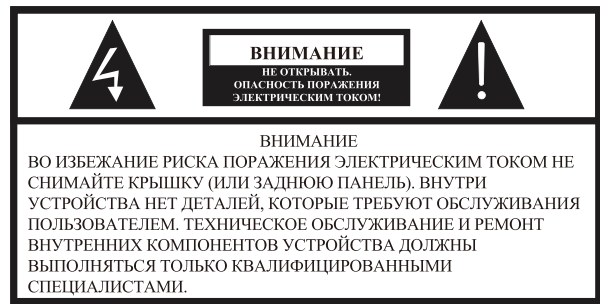 ВНИМАНИЕ
НЕ ОТКРЫВАТЬ.
ОПАСНОСТЬ ПОРАЖЕНИЯ
ЭЛЕКТРИЧЕСКИМ ТОКОМ!
ВНИМАНИЕ
ВО ИЗБЕЖАНИЕ РИСКА ПОРАЖЕНИЯ ЭЛЕКТРИЧЕСКИМ ТОКОМ НЕ
СНИМАЙТЕ КРЫШКУ (ИЛИ ЗАДНЮЮ ПАНЕЛЬ). ВНУТРИ
УСТРОЙСТВА НЕТ ДЕТАЛЕЙ, КОТОРЫЕ ТРЕБУЮТ ОБСЛУЖИВАНИЯ
ПОЛЬЗОВАТЕЛЕМ. ТЕХНИЧЕСКОЕ ОБСЛУЖИВАНИЕ И РЕМОНТ
ВНУТРЕННИХ КОМПОНЕНТОВ УСТРОЙСТВА ДОЛЖНЫ
ВЫПОЛНЯТЬСЯ ТОЛЬКО КВАЛИФИЦИРОВАННЫМИ
СПЕЦИАЛИСТАМИ.